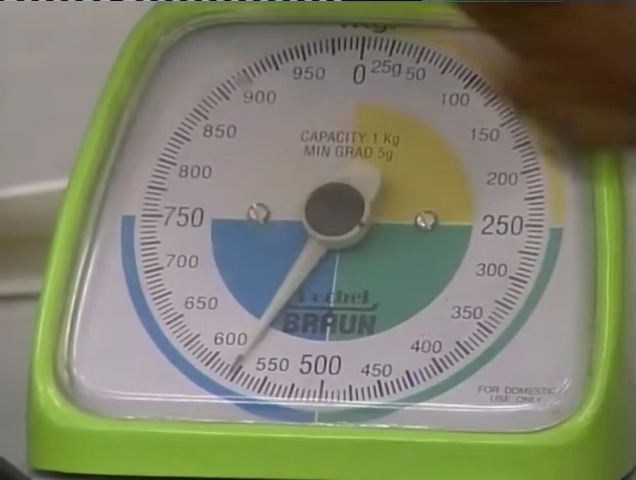 1Kg.
0 25g 50
950
900 100
CAPACITY 1 Kg
850 150
MIN GRAD 5g
800 200
750 250
700 300
650 350
BRAUN
600 400
550 500 450
FOR DOMESTIC
USE ONLY